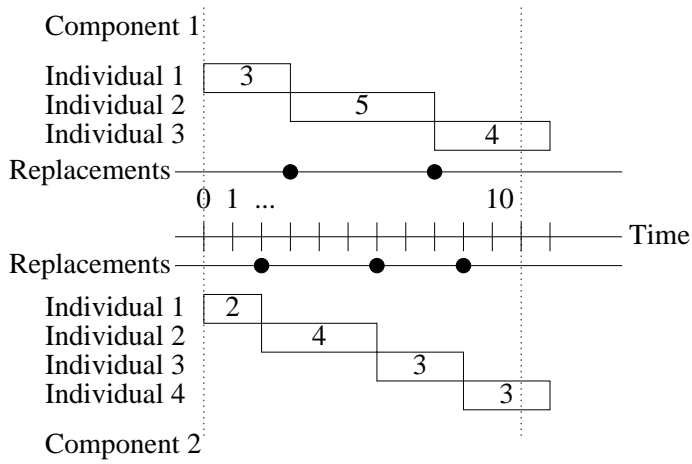 Component 1
Individual 1 3
Individual 2 5
Individual 3 4
Replacements
0 1 ... 10
Time
Replacements
Individual 1 2
Individual 2 4
Individual 3 3
Individual 4 3
Component 2